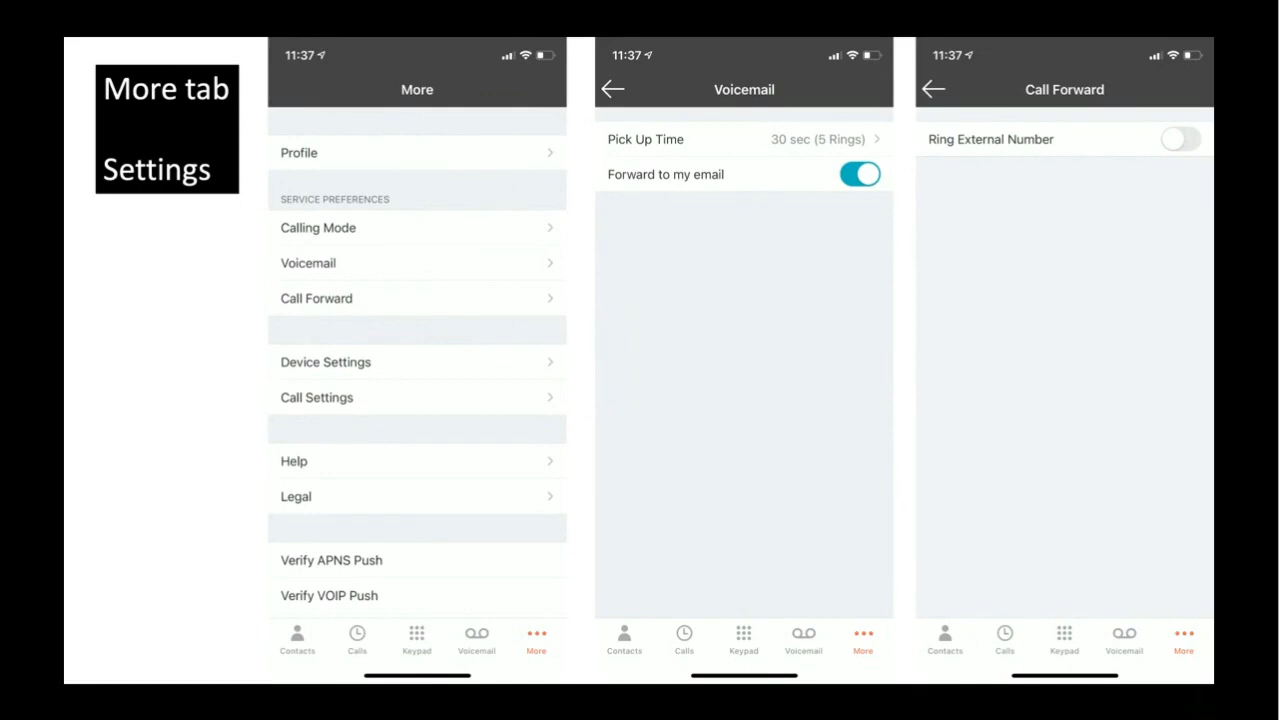 More tab
Settings
11:37
More
Profile
SERVICE PREFERENCES
Calling Mode
Voicemail
Call Forward
Device Settings
Call Settings
Help
Legal
Verify APNS Push
Verify VOIP Push
Contacts Calls Keypad Voicemail More
11:37
Voicemail
Pick Up Time 30 sec (5 Rings)
Forward to my email
Contacts Calls Keypad Voicemail More
11:37
Call Forward
Ring External Number
Contacts Calls Keypad Voicemail More